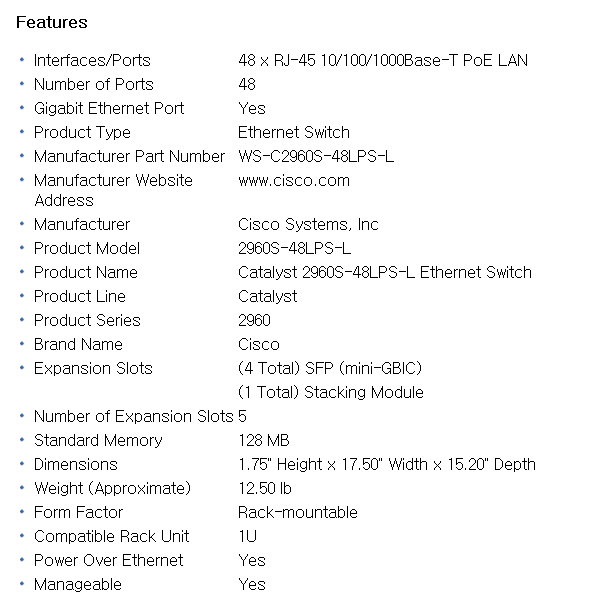 Features
• Interfaces/Ports 48 x RJ-45 10/100/1000Base-T PoE LAN
• Number of Ports 48
• Gigabit Ethernet Port Yes
• Product Type Ethernet Switch
• Manufacturer Part Number WS-C2960S-48LPS-L
• Manufacturer Website www.cisco.com
Address
• Manufacturer Cisco Systems, Inc
• Product Model 2960S-48LPS-L
• Product Name Catalyst 2960S-48LPS-L Ethernet Switch
• Product Line Catalyst
• Product Series 2960
• Brand Name Cisco
• Expansion Slots (4 Total) SFP (mini-GBIC)
(1 Total) Stacking Module
• Number of Expansion Slots 5
• Standard Memory 128 MB
• Dimensions 1.75" Height x 17.50" Width x 15.20" Depth
• Weight (Approximate) 12.50 lb
• Form Factor Rack-mountable
• Compatible Rack Unit 1U
• Power Over Ethernet Yes
• Manageable Yes